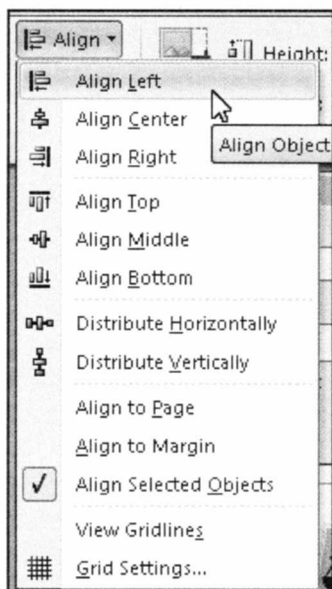 Align
Height:
Align Left
Align Center
Align Object
Align Right
Align Top
Align Middle
Align Bottom
Distribute Horizontally
Distribute Vertically
Align to Page
Align to Margin
Align Selected Objects
View Gridlines
Grid Settings...